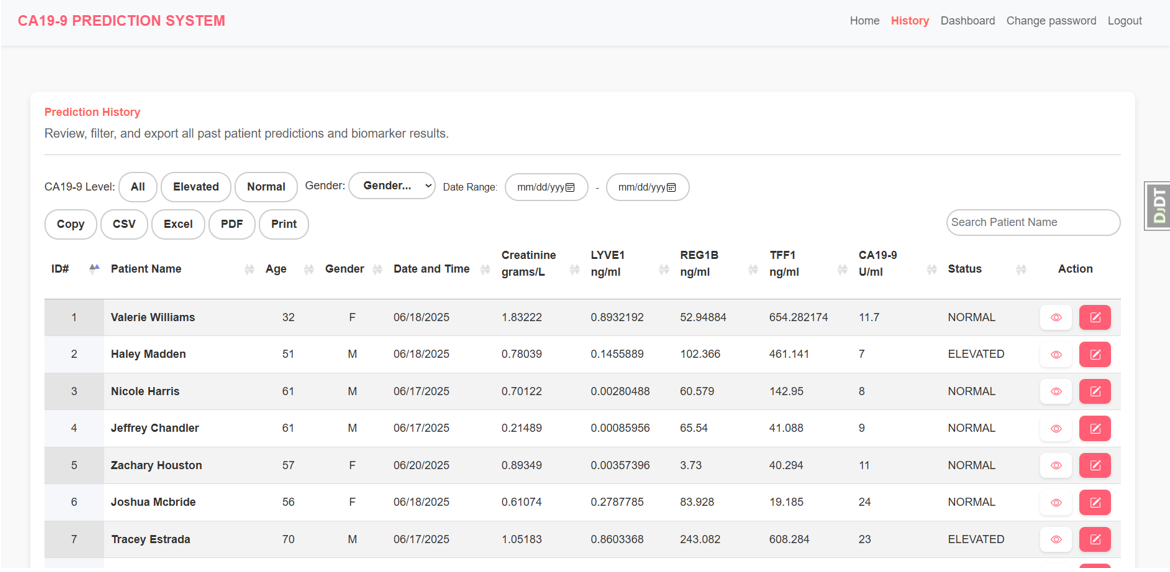 CA19-9 PREDICTION SYSTEM
Home History Dashboard Change password Logout
Prediction History
Review, filter, and export all past patient predictions and biomarker results.
CA19-9 Level: All Elevated Normal Gender: Gender... Date Range: mm/dd/yyy - mm/dd/yyy
Copy CSV Excel PDF Print Search Patient Name
DJDT
ID# Patient Name Age Gender Date and Time Creatinine grams/L LYVE1 ng/ml REG1B ng/ml TFF1 ng/ml CA19-9 U/ml Status Action
1 Valerie Williams 32 F 06/18/2025 1.83222 0.8932192 52.94884 654.282174 11.7 NORMAL
2 Haley Madden 51 M 06/18/2025 0.78039 0.1455889 102.366 461.141 7 ELEVATED
3 Nicole Harris 61 M 06/17/2025 0.70122 0.00280488 60.579 142.95 8 NORMAL
4 Jeffrey Chandler 61 M 06/17/2025 0.21489 0.00085956 65.54 41.088 9 NORMAL
5 Zachary Houston 57 F 06/20/2025 0.89349 0.00357396 3.73 40.294 11 NORMAL
6 Joshua Mcbride 56 F 06/18/2025 0.61074 0.2787785 83.928 19.185 24 NORMAL
7 Tracey Estrada 70 M 06/17/2025 1.05183 0.8603368 243.082 608.284 23 ELEVATED